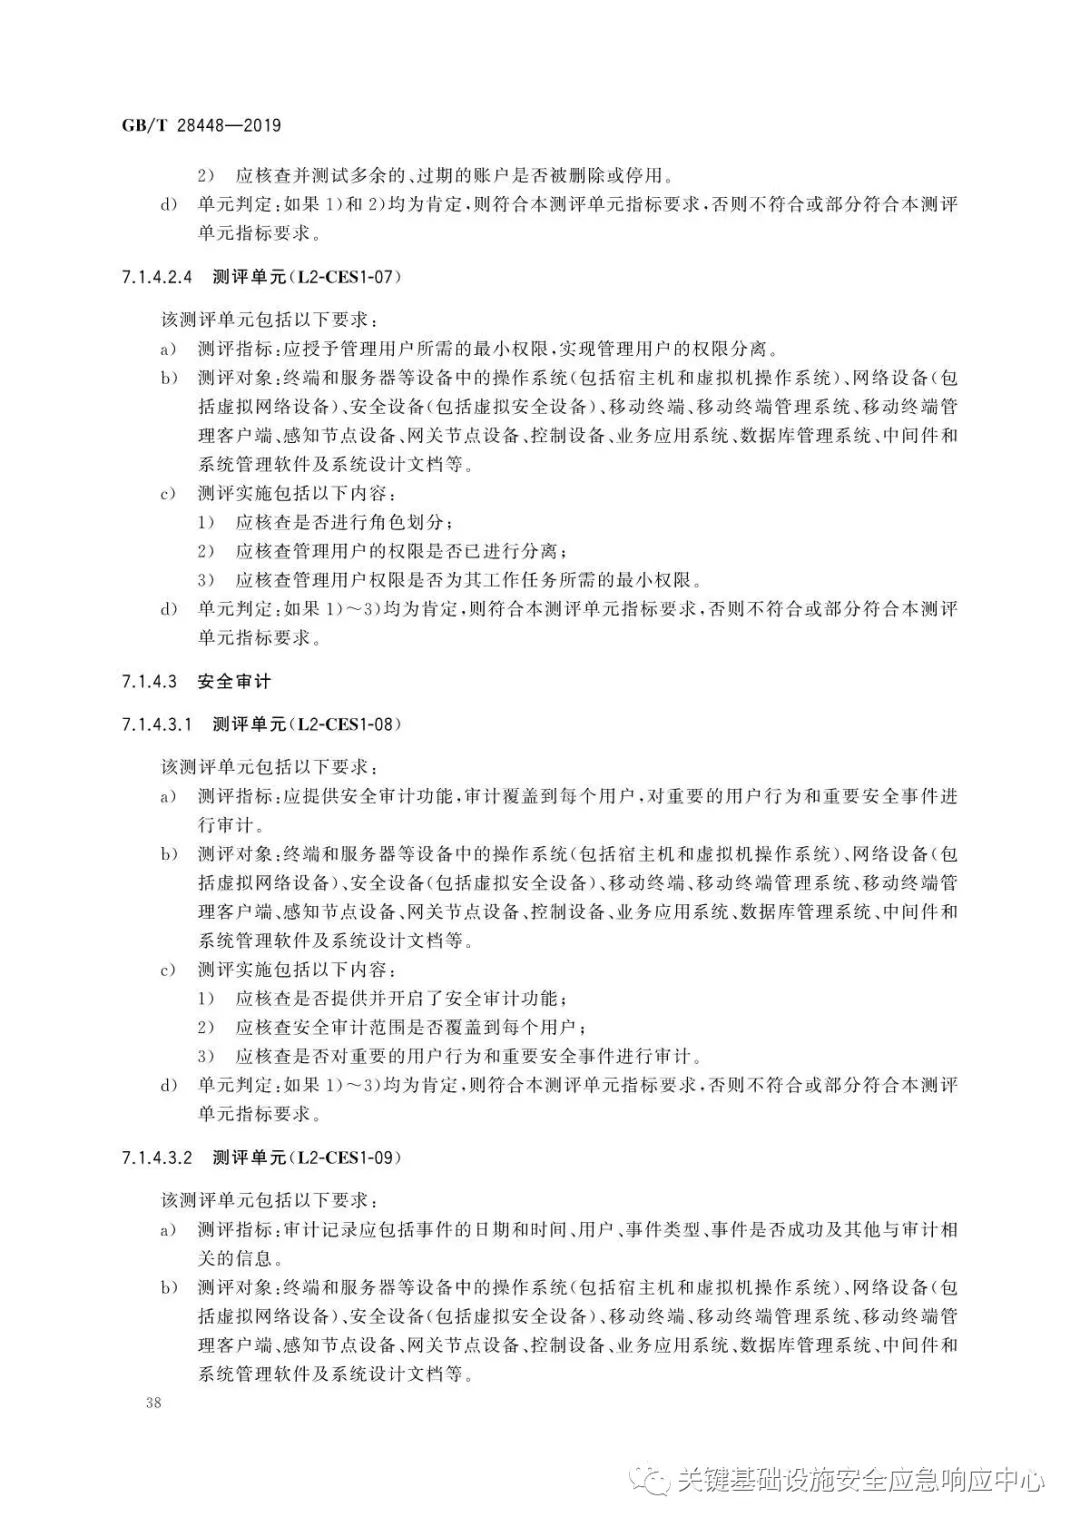 GB/T 28448—2019
2) 应核查并测试多余的、过期的账户是否被删除或停用。
d) 单元判定:如果1)和2)均为肯定,则符合本测评单元指标要求,否则不符合或部分符合本测评
单元指标要求。
7.1.4.2.4 测评单元(L2-CES1-07)
该测评单元包括以下要求:
a) 测评指标:应授予管理用户所需的最小权限,实现管理用户的权限分离。
b) 测评对象:终端和服务器等设备中的操作系统(包括宿主机和虚拟机操作系统)、网络设备(包
括虚拟网络设备)、安全设备(包括虚拟安全设备)、移动终端、移动终端管理系统、移动终端管
理客户端、感知节点设备、网关节点设备、控制设备、业务应用系统、数据库管理系统、中间件和
系统管理软件及系统设计文档等。
c) 测评实施包括以下内容:
1) 应核查是否进行角色划分;
2) 应核查管理用户的权限是否已进行分离;
3) 应核查管理用户权限是否为其工作任务所需的最小权限。
d) 单元判定:如果1)~3)均为肯定,则符合本测评单元指标要求,否则不符合或部分符合本测评
单元指标要求。
7.1.4.3 安全审计
7.1.4.3.1 测评单元(L2-CES1-08)
该测评单元包括以下要求:
a) 测评指标:应提供安全审计功能,审计覆盖到每个用户,对重要的用户行为和重要安全事件进
行审计。
b) 测评对象:终端和服务器等设备中的操作系统(包括宿主机和虚拟机操作系统)、网络设备(包
括虚拟网络设备)、安全设备(包括虚拟安全设备)、移动终端、移动终端管理系统、移动终端管
理客户端、感知节点设备、网关节点设备、控制设备、业务应用系统、数据库管理系统、中间件和
系统管理软件及系统设计文档等。
c) 测评实施包括以下内容:
1) 应核查是否提供并开启了安全审计功能;
2) 应核查安全审计范围是否覆盖到每个用户;
3) 应核查是否对重要的用户行为和重要安全事件进行审计。
d) 单元判定:如果1)~3)均为肯定,则符合本测评单元指标要求,否则不符合或部分符合本测评
单元指标要求。
7.1.4.3.2 测评单元(L2-CES1-09)
该测评单元包括以下要求:
a) 测评指标:审计记录应包括事件的日期和时间、用户、事件类型、事件是否成功及其他与审计相
关的信息。
b) 测评对象:终端和服务器等设备中的操作系统(包括宿主机和虚拟机操作系统)、网络设备(包
括虚拟网络设备)、安全设备(包括虚拟安全设备)、移动终端、移动终端管理系统、移动终端管
理客户端、感知节点设备、网关节点设备、控制设备、业务应用系统、数据库管理系统、中间件和
系统管理软件及系统设计文档等。
38
关键基础设施安全应急响应中心